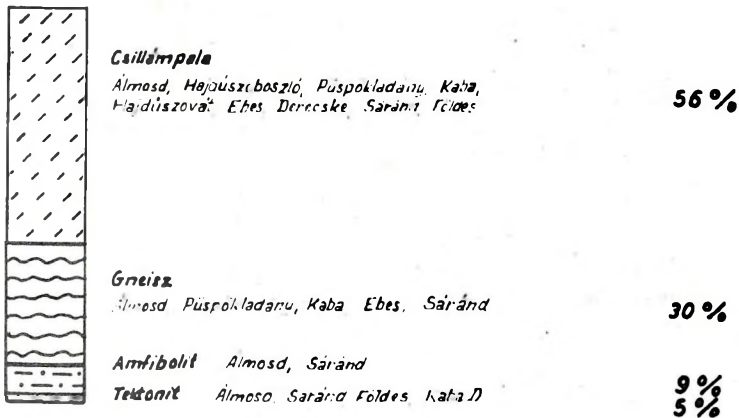 Csillámpala
Álmosd, Hajdúszoboszló, Püspökladány, Kaba,
Hajdúszovát Ebes Derecske Sáránd Földes
56 %
Gneisz
Álmosd Püspökladány, Kaba Ebes, Sáránd
30 %
Amfibolit Álmosd, Sáránd
9 %
Tektonit Álmosd, Sáránd Földes, Kaba
5 %